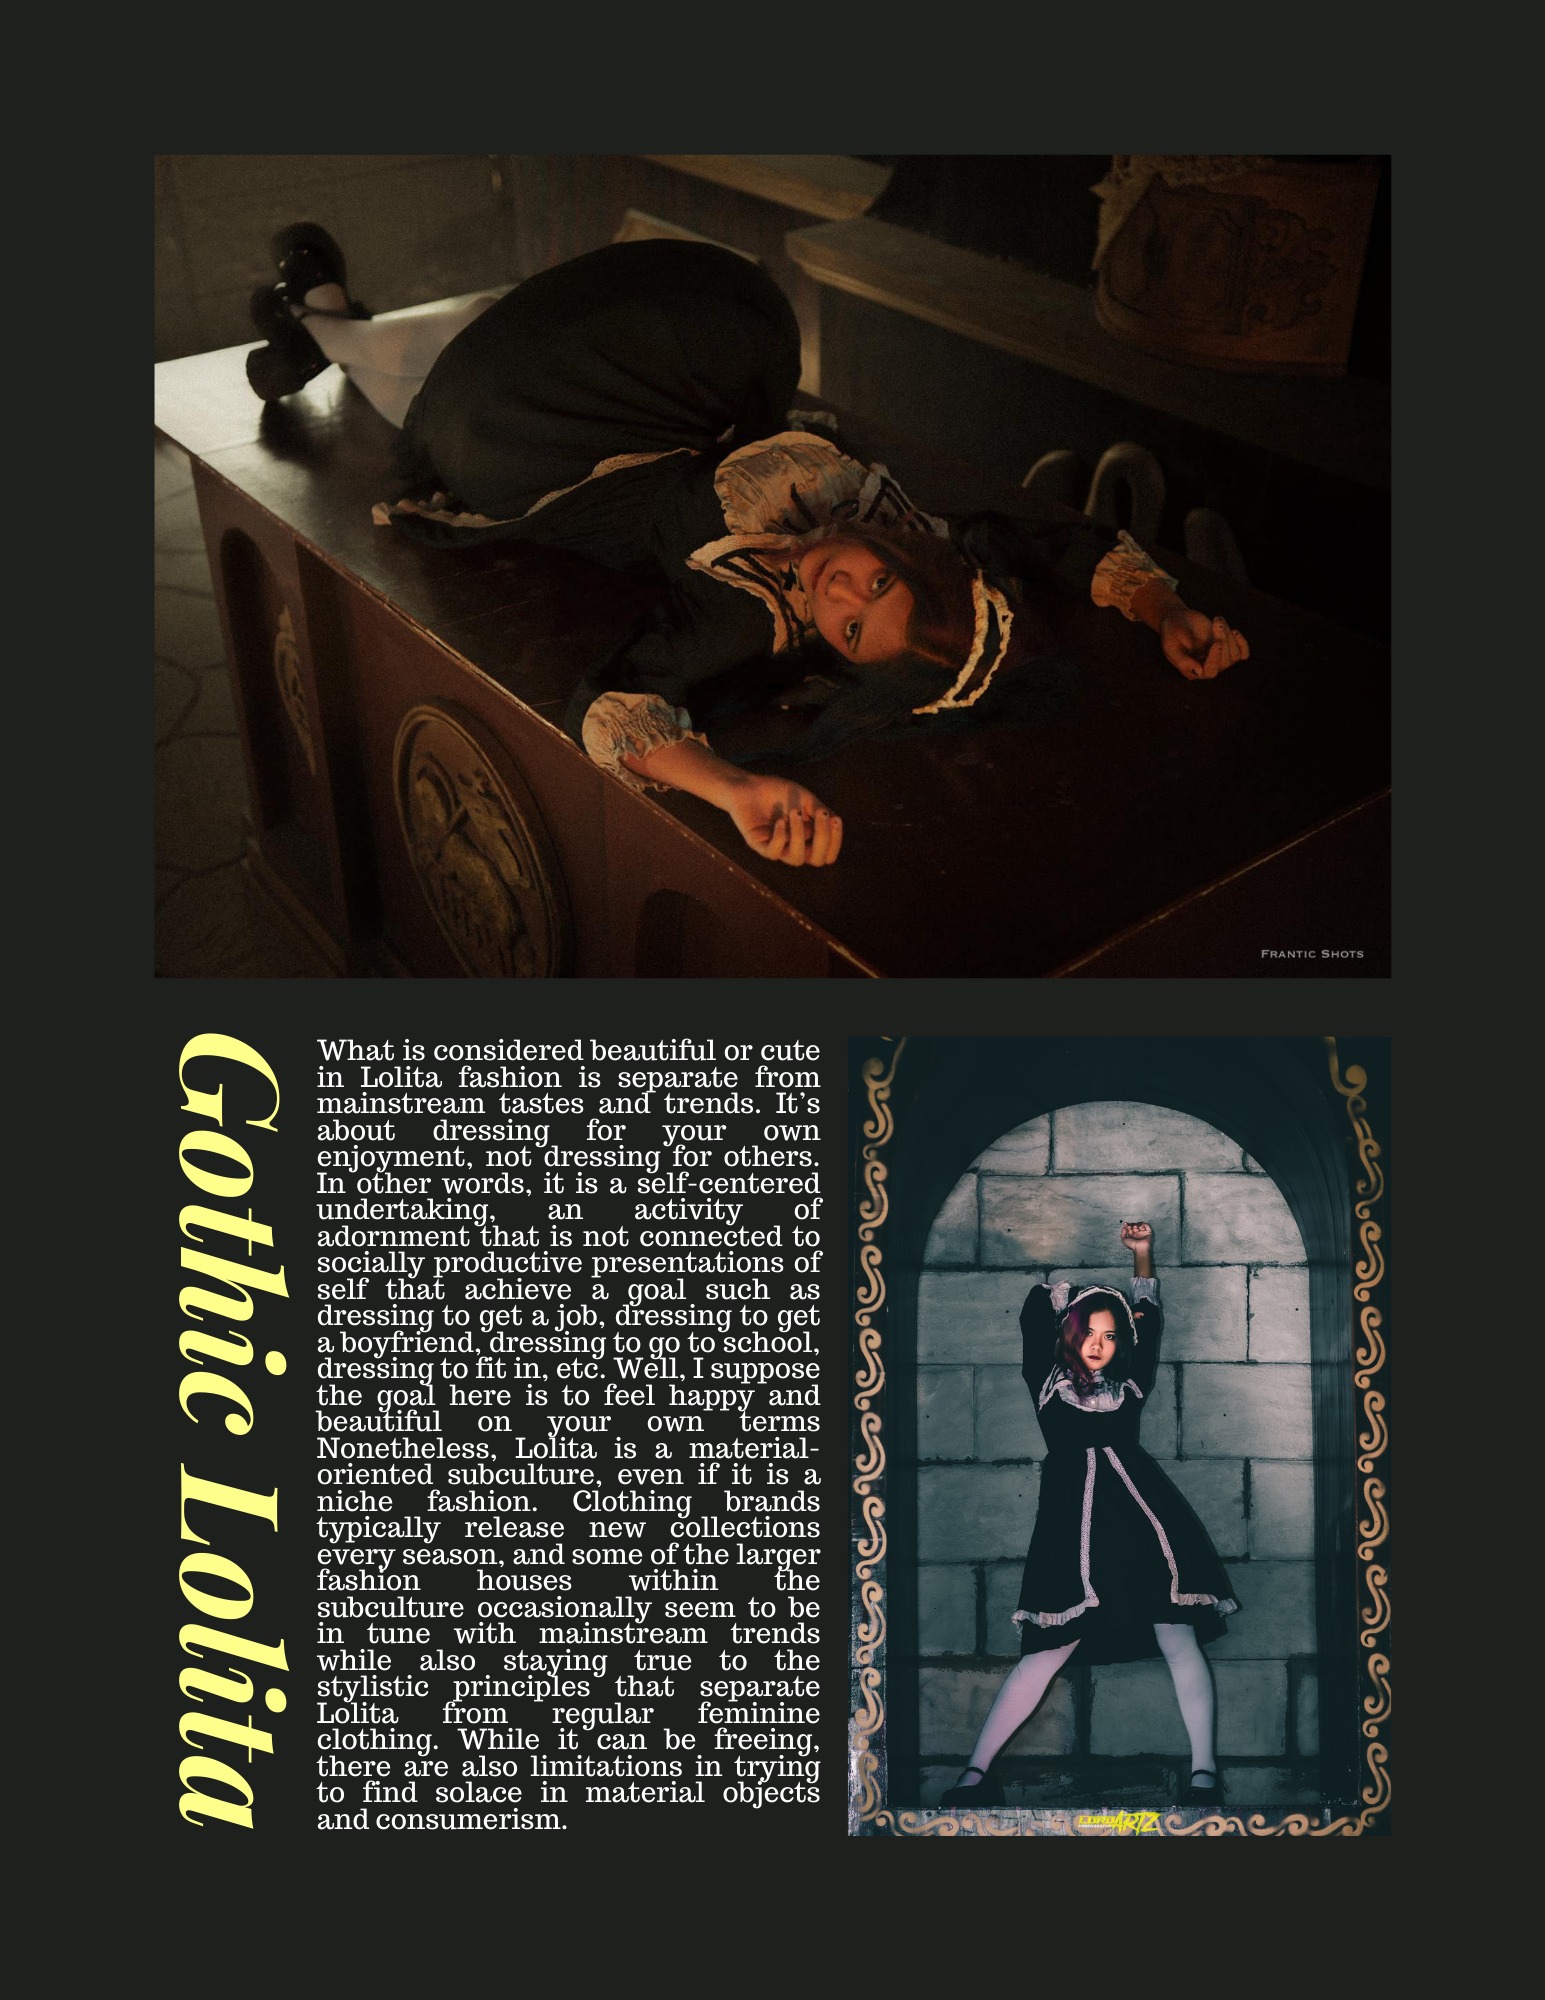 FRANTIC SHOTS
Gothic Lolita
What is considered beautiful or cute
in Lolita fashion is separate from
mainstream tastes and trends. It’s
about dressing for your own
enjoyment, not dressing for others.
In other words, it is a self-centered
undertaking, an activity of
adornment that is not connected to
socially productive presentations of
self that achieve a goal such as
dressing to get a job, dressing to get
a boyfriend, dressing to go to school,
dressing to fit in, etc. Well, I suppose
the goal here is to feel happy and
beautiful on your own terms
Nonetheless, Lolita is a material-
oriented subculture, even if it is a
niche fashion. Clothing brands
typically release new collections
every season, and some of the larger
fashion houses within the
subculture occasionally seem to be
in tune with mainstream trends
while also staying true to the
stylistic principles that separate
Lolita from regular feminine
clothing. While it can be freeing,
there are also limitations in trying
to find solace in material objects
and consumerism.
LORDARTZ